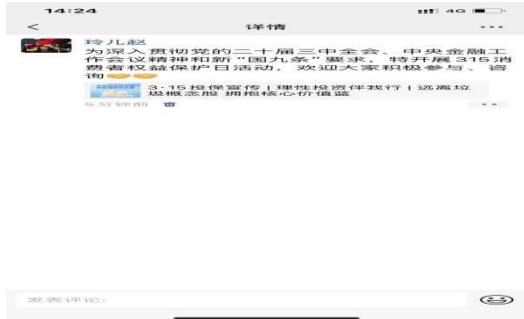 14:24
4G
详情
玲儿赵
为深入贯彻党的二十届三中全会、中央金融工
作会议精神和新“国九条”要求，特开展315消
费者权益保护日活动，欢迎大家积极参与、咨
询
3·15投保宣传|理性投资伴我行|远离垃
圾概念股 拥抱核心价值蓝
5分钟前
发表评论：